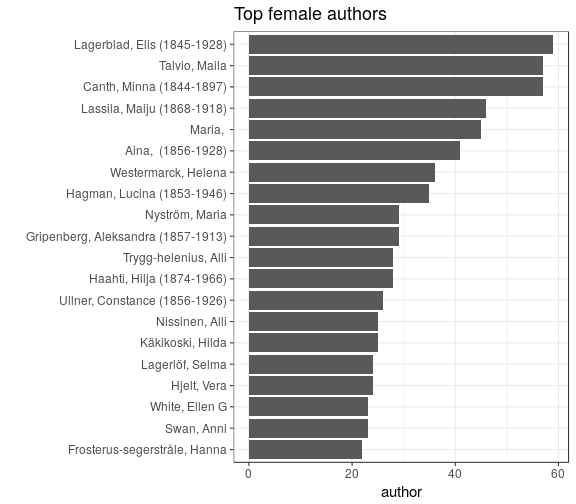 Top female authors
Lagerblad, Elis (1845-1928)
Talvio, Maila
Canth, Minna (1844-1897)
Lassila, Maiju (1868-1918)
Maria,
Aina,  (1856-1928)
Westermarck, Helena
Hagman, Lucina (1853-1946)
Nyström, Maria
Gripenberg, Aleksandra (1857-1913)
Trygg-helenius, Alli
Haahti, Hilja (1874-1966)
Ullner, Constance (1856-1926)
Nissinen, Alli
Käkikoski, Hilda
Lagerlöf, Selma
Hjelt, Vera
White, Ellen G
Swan, Anni
Frosterus-segerstråle, Hanna
0 20 40 60
author